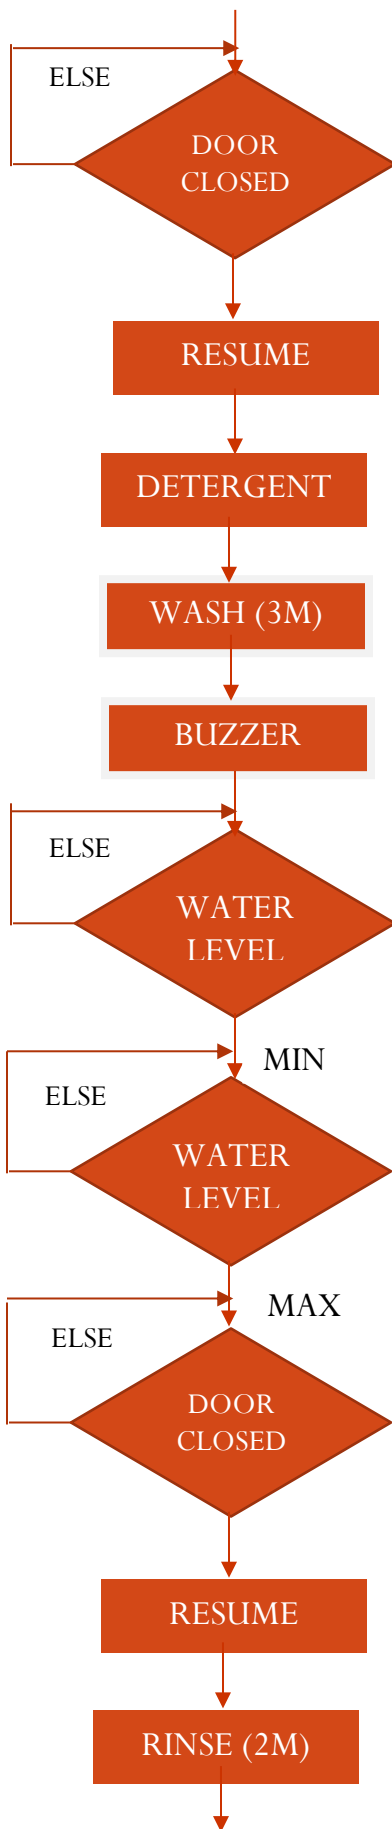 ELSE
DOOR
CLOSED
RESUME
DETERGENT
WASH (3M)
BUZZER
ELSE
WATER
LEVEL
MIN
ELSE
WATER
LEVEL
MAX
ELSE
DOOR
CLOSED
RESUME
RINSE (2M)